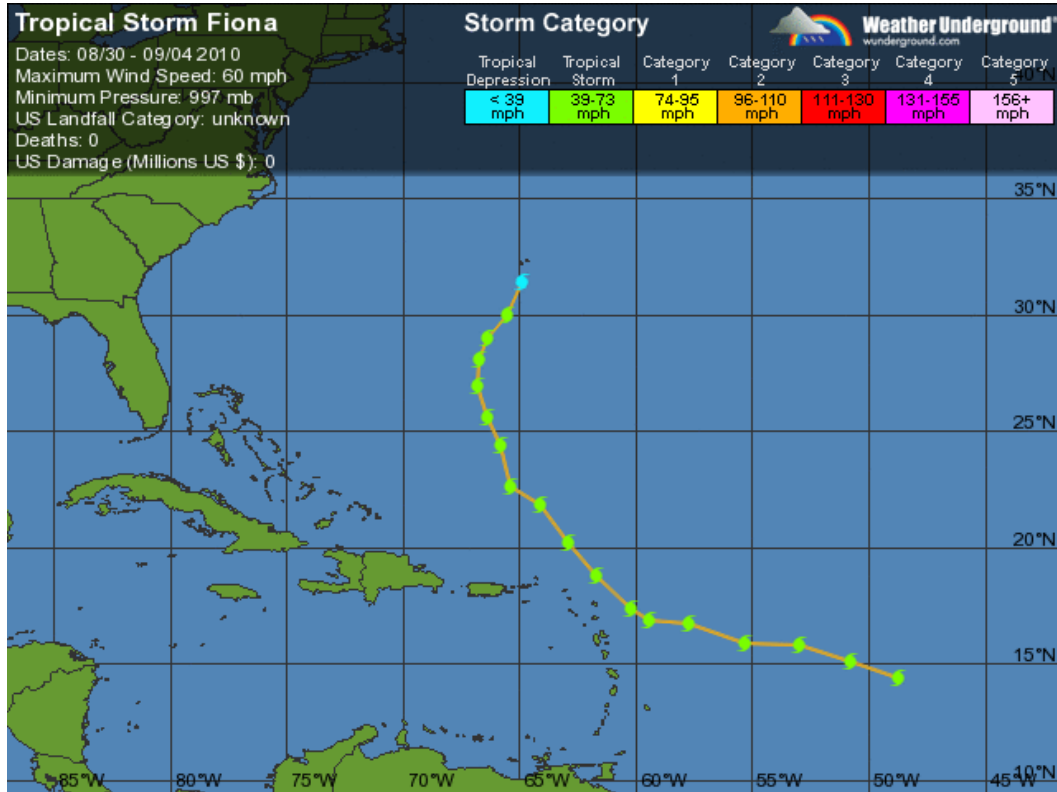 Tropical Storm Fiona
Dates: 08/30 - 09/04 2010
Maximum Wind Speed: 60 mph
Minimum Pressure: 997 mb
US Landfall Category: unknown
Deaths: 0
US Damage (Millions US $): 0
Storm Category
Weather Underground®
wunderground.com
Tropical Depression
Tropical Storm
Category 1
Category 2
Category 3
Category 4
Category 5
< 39 mph
39-73 mph
74-95 mph
96-110 mph
111-130 mph
131-155 mph
156+ mph
40°N
35°N
30°N
25°N
20°N
15°N
10°N
85°W
80°W
75°W
70°W
65°W
60°W
55°W
50°W
45°W